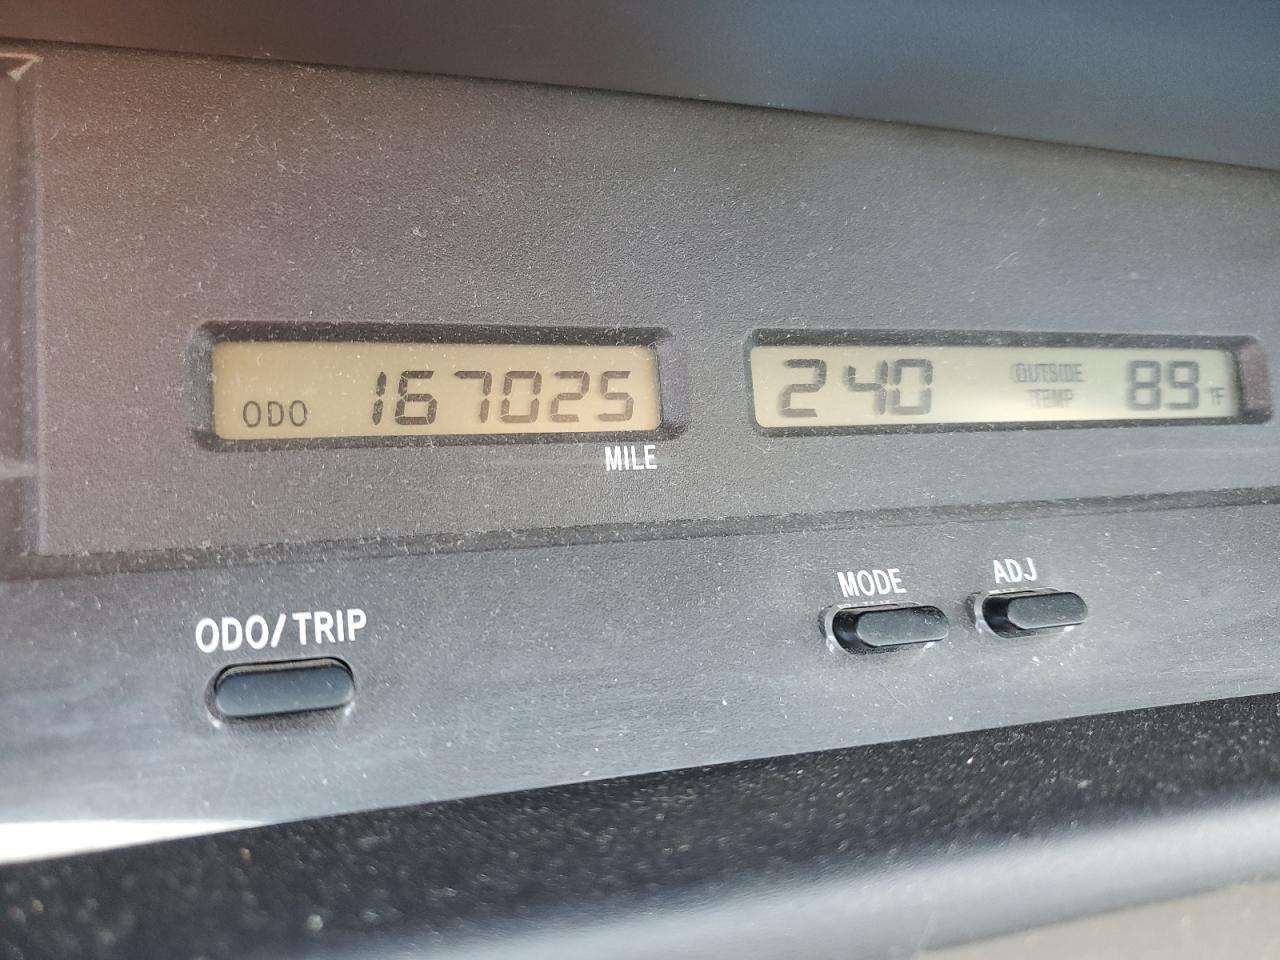 ODO 167025
MILE
240 OUTSIDE TEMP 89°F
ODO/TRIP
MODE ADJ